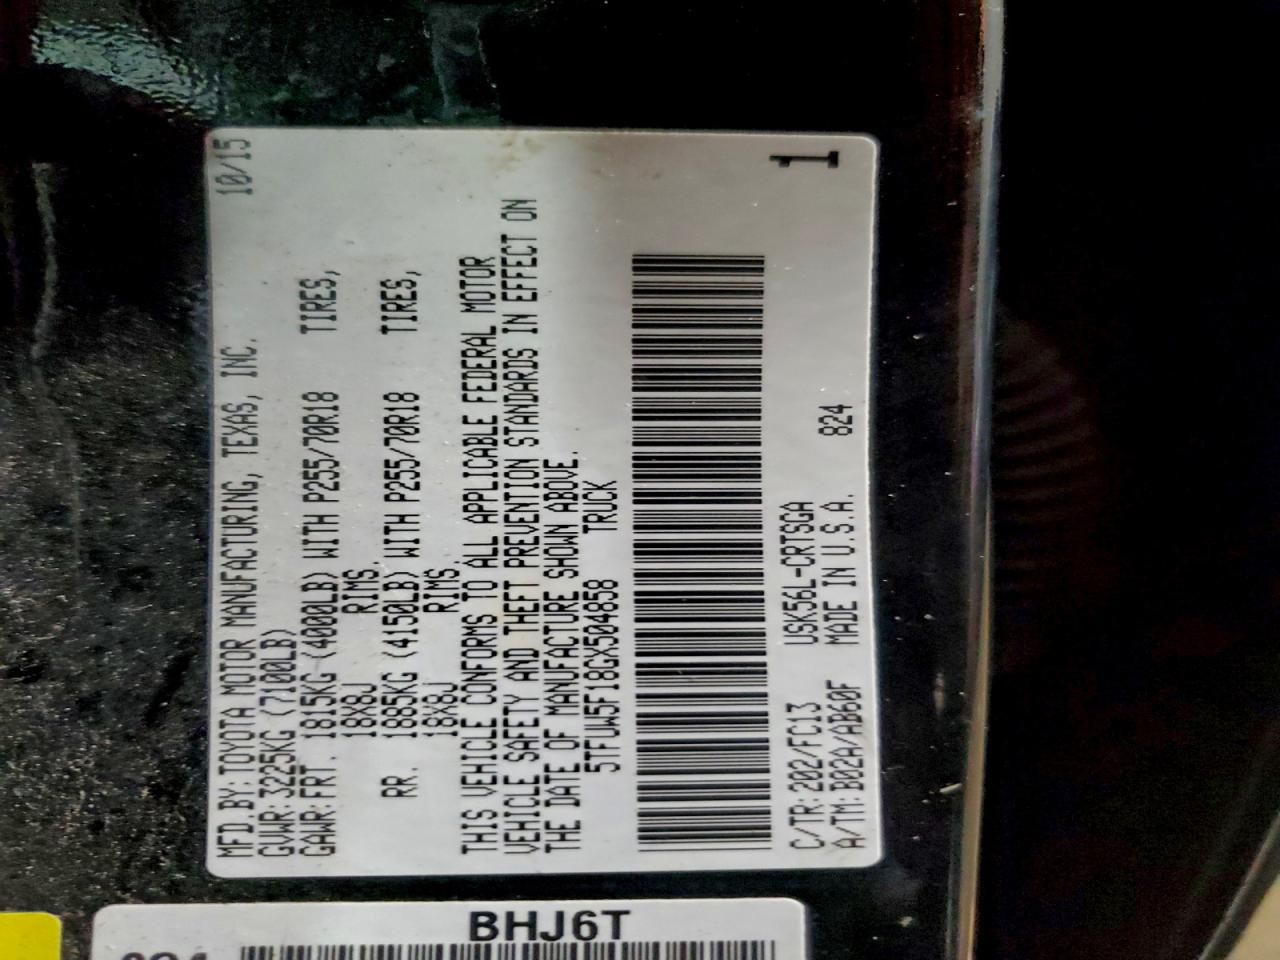 MFD.BY:TOYOTA MOTOR MANUFACTURING, TEXAS, INC. 10/15
GVWR:3225KG (7100LB)
GAWR:FRT. 1815KG (4000LB) WITH P255/70R18 TIRES,
18X8J RIMS.
RR. 1885KG (4150LB) WITH P255/70R18 TIRES,
18X8J RIMS.
THIS VEHICLE CONFORMS TO ALL APPLICABLE FEDERAL MOTOR
VEHICLE SAFETY AND THEFT PREVENTION STANDARDS IN EFFECT ON
THE DATE OF MANUFACTURE SHOWN ABOVE.
5TFUW5F18GX504858 TRUCK
1
C/TR:202/FC13 USK56L-CRTSGA
A/TM:B02A/AB60F MADE IN U.S.A. 824
BHJ6T